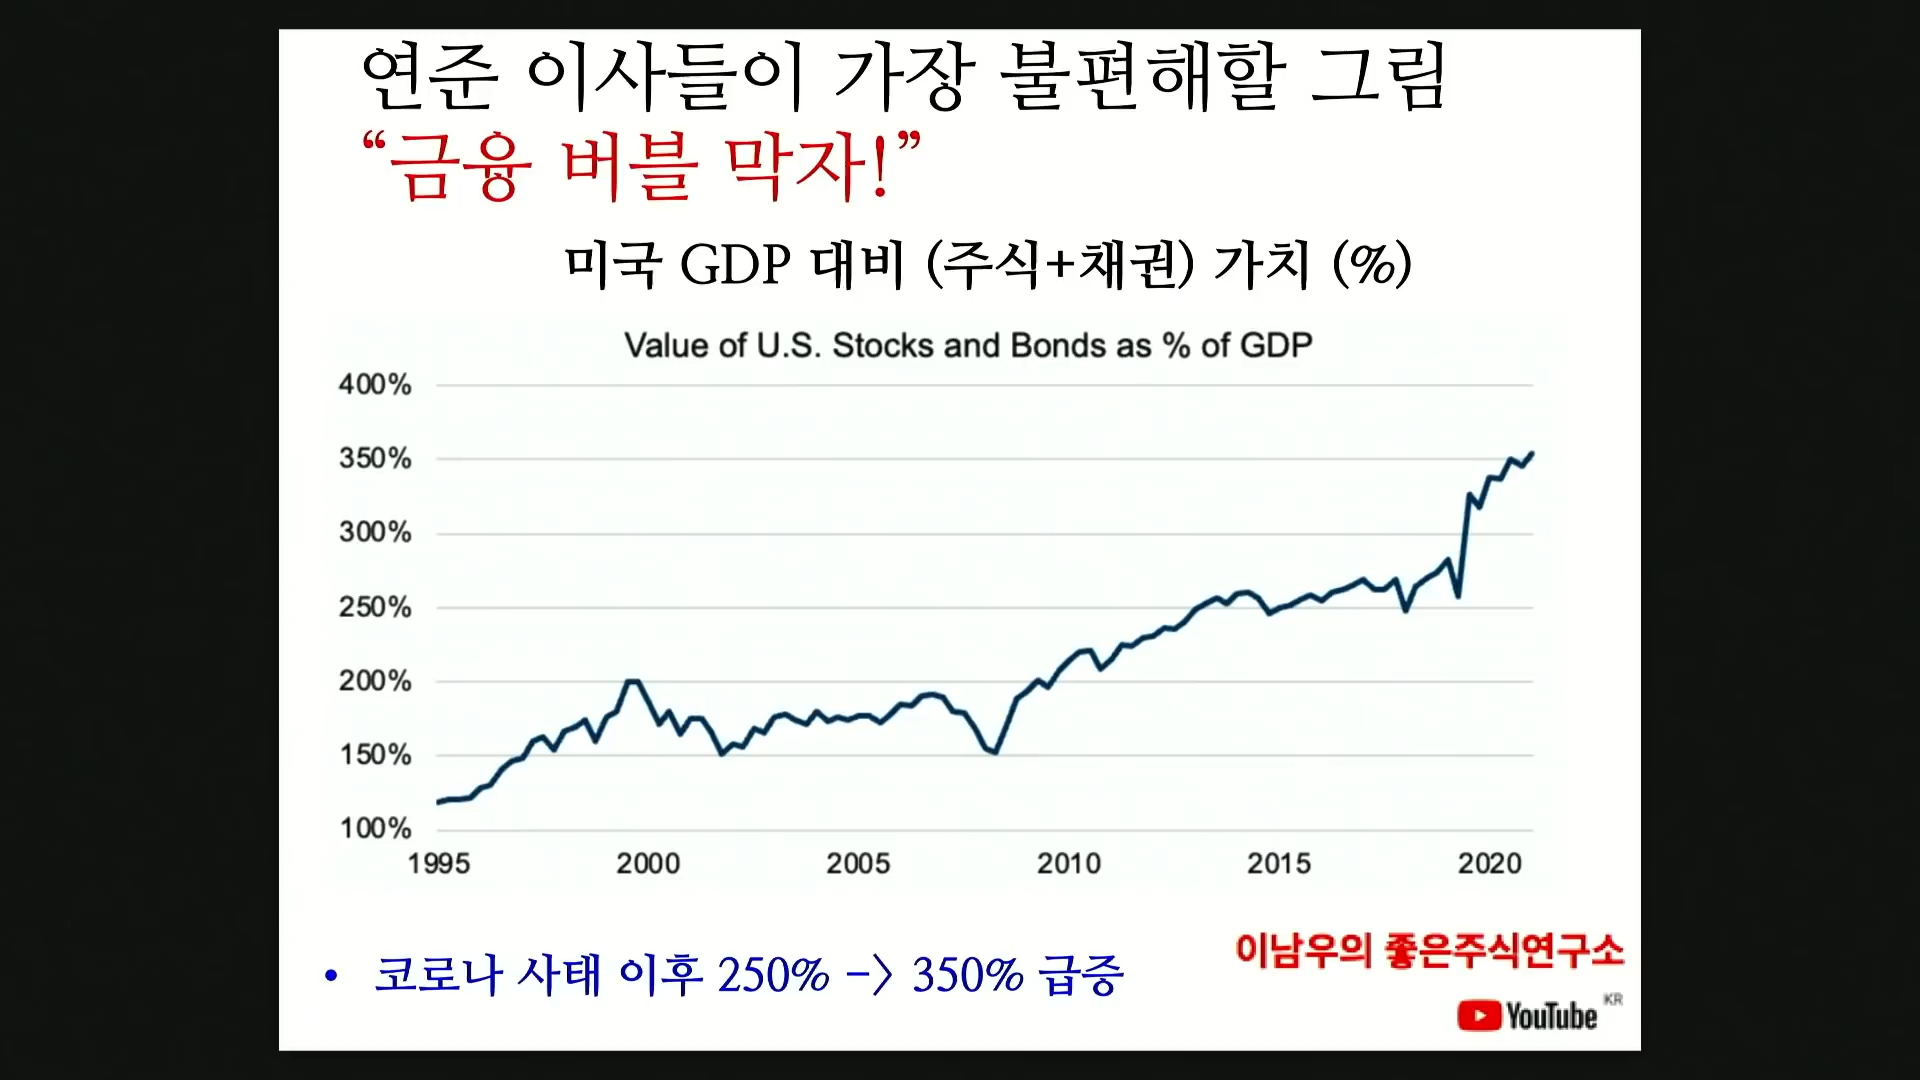 연준 이사들이 가장 불편해할 그림
“금융 버블 막자!”
미국 GDP 대비 (주식+채권) 가치 (%)
Value of U.S. Stocks and Bonds as % of GDP
400%
350%
300%
250%
200%
150%
100%
1995 2000 2005 2010 2015 2020
• 코로나 사태 이후 250% -> 350% 급증
이남우의 좋은주식연구소
YouTube KR